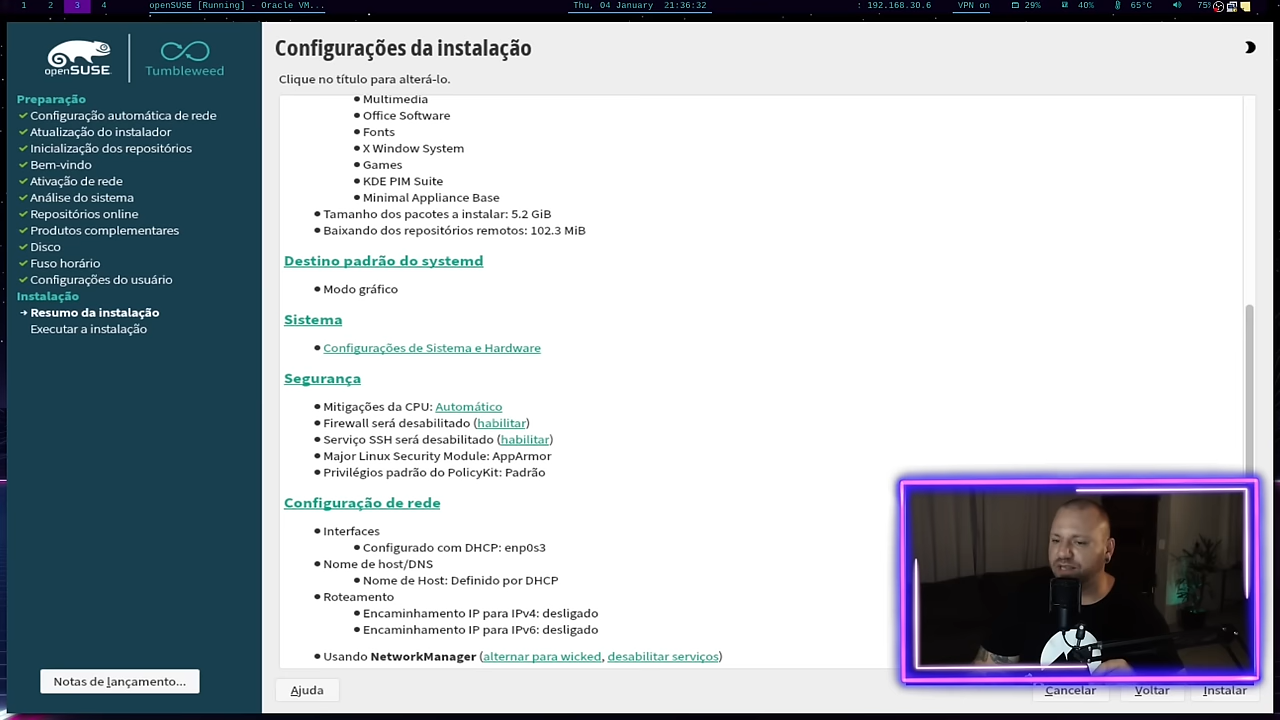 1 2 3 4 openSUSE [Running] - Oracle VM... Thu, 04 January 21:36:32 : 192.168.30.6 VPN on 29% 40% 65°C 75%
openSUSE Tumbleweed
Configurações da instalação
Clique no título para alterá-lo.
Preparação
Configuração automática de rede
Atualização do instalador
Inicialização dos repositórios
Bem-vindo
Ativação de rede
Análise do sistema
Repositórios online
Produtos complementares
Disco
Fuso horário
Configurações do usuário
Instalação
Resumo da instalação
Executar a instalação
Notas de lançamento...
Multimedia
Office Software
Fonts
X Window System
Games
KDE PIM Suite
Minimal Appliance Base
Tamanho dos pacotes a instalar: 5.2 GiB
Baixando dos repositórios remotos: 102.3 MiB
Destino padrão do systemd
Modo gráfico
Sistema
Configurações de Sistema e Hardware
Segurança
Mitigações da CPU: Automático
Firewall será desabilitado (habilitar)
Serviço SSH será desabilitado (habilitar)
Major Linux Security Module: AppArmor
Privilégios padrão do PolicyKit: Padrão
Configuração de rede
Interfaces
Configurado com DHCP: enp0s3
Nome de host/DNS
Nome de Host: Definido por DHCP
Roteamento
Encaminhamento IP para IPv4: desligado
Encaminhamento IP para IPv6: desligado
Usando NetworkManager (alternar para wicked, desabilitar serviços)
Ajuda Cancelar Voltar Instalar